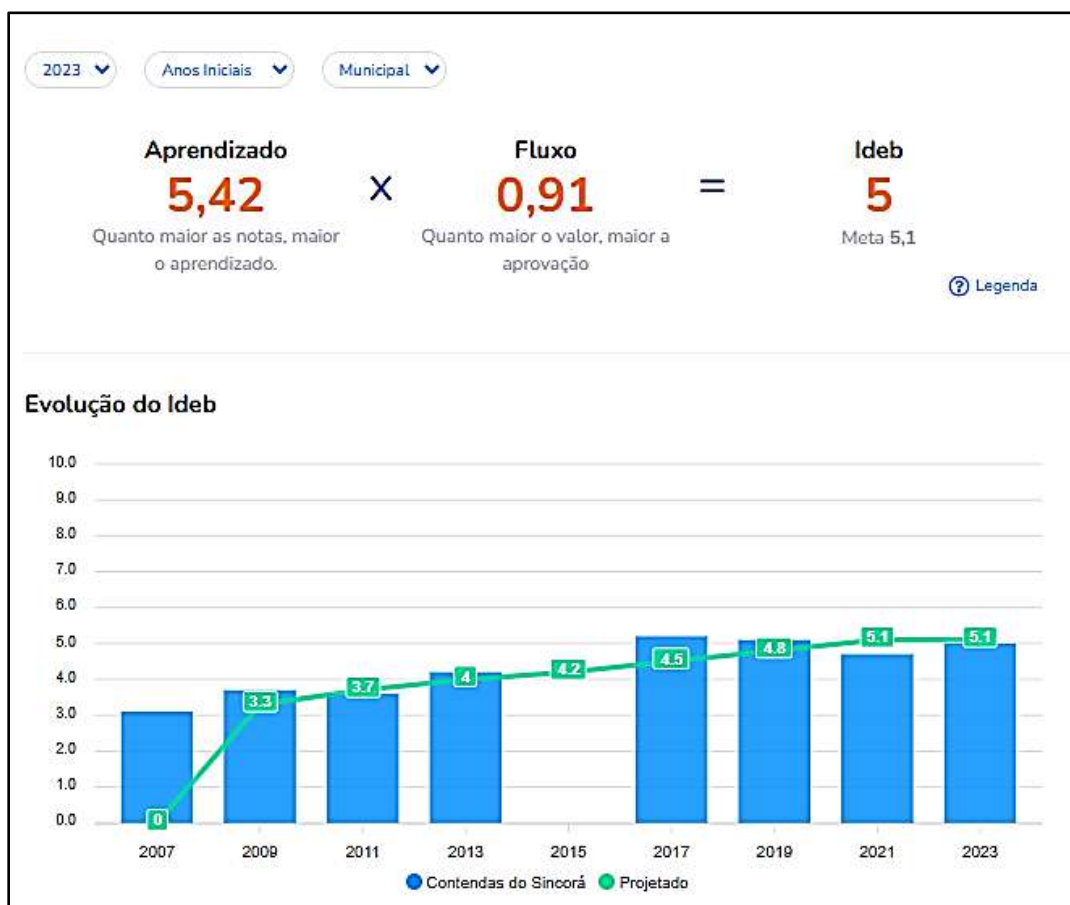 2023 Anos Iniciais Municipal
Aprendizado
5,42
Quanto maior as notas, maior
o aprendizado.
X
Fluxo
0,91
Quanto maior o valor, maior a
aprovação
=
Ideb
5
Meta 5,1
? Legenda
Evolução do Ideb
10.0
9.0
8.0
7.0
6.0
5.0
4.0
3.0
2.0
1.0
0.0
0
3.3
3.7
4
4.2
4.5
4.8
5.1
5.1
2007 2009 2011 2013 2015 2017 2019 2021 2023
Contendas do Sincorá Projetado